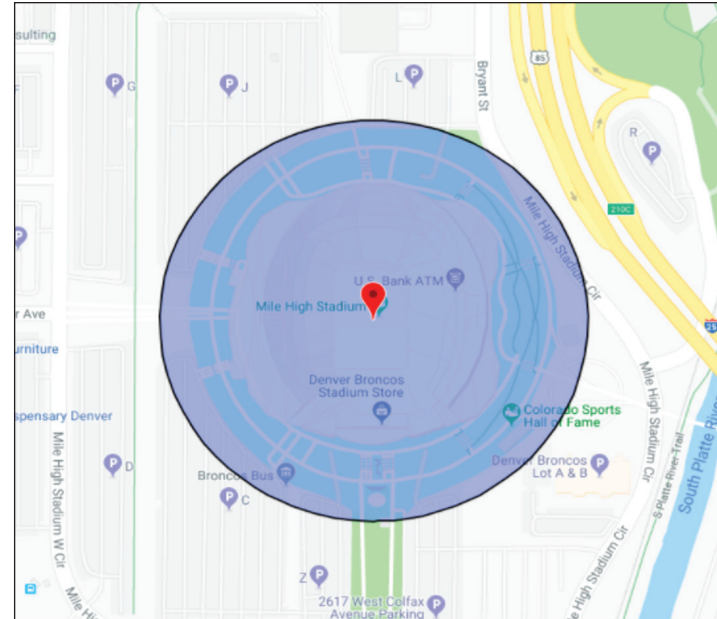 sulting
G
J
L
Bryant St
85
R
210C
Mile High Stadium Cir
U.S. Bank ATM
Mile High Stadium
r Ave
25
urniture
Denver Broncos
Stadium Store
spensary Denver
Colorado Sports
Hall of Fame
Mile High Stadium Cir
D
Broncos Bus
Denver Broncos
Lot A & B
C
S Platte River Trail
South Platte Rive
Mile High Stadium W Cir
Z
e High Stadium Cir
2617 West Colfax
Avenue Parking
Mile Hi
P
P
P
P
P
P
P
P
P
P